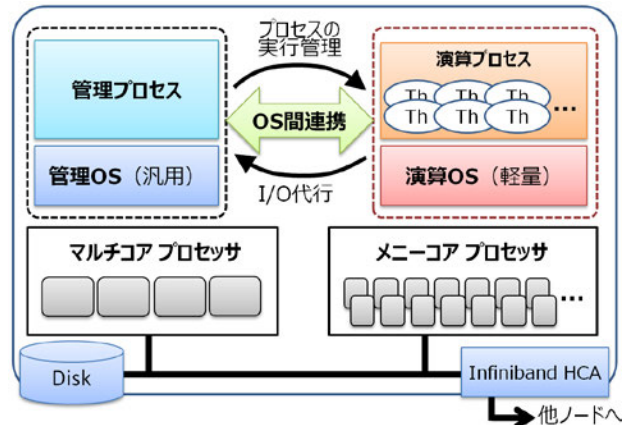 プロセスの
実行管理
管理プロセス
演算プロセス
Th Th Th
Th Th Th ...
OS間連携
管理OS（汎用）
演算OS（軽量）
I/O代行
マルチコア プロセッサ
メニーコア プロセッサ
...
Disk
Infiniband HCA
他ノードへ